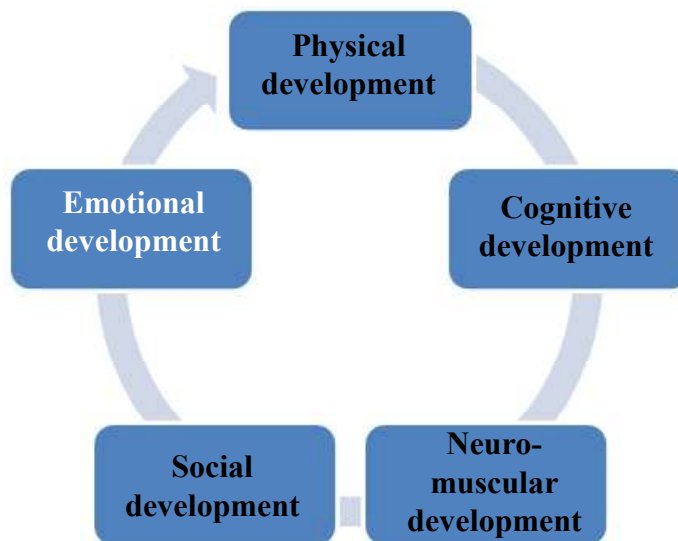 Physical
development
Cognitive
development
Neuro-
muscular
development
Social
development
Emotional
development